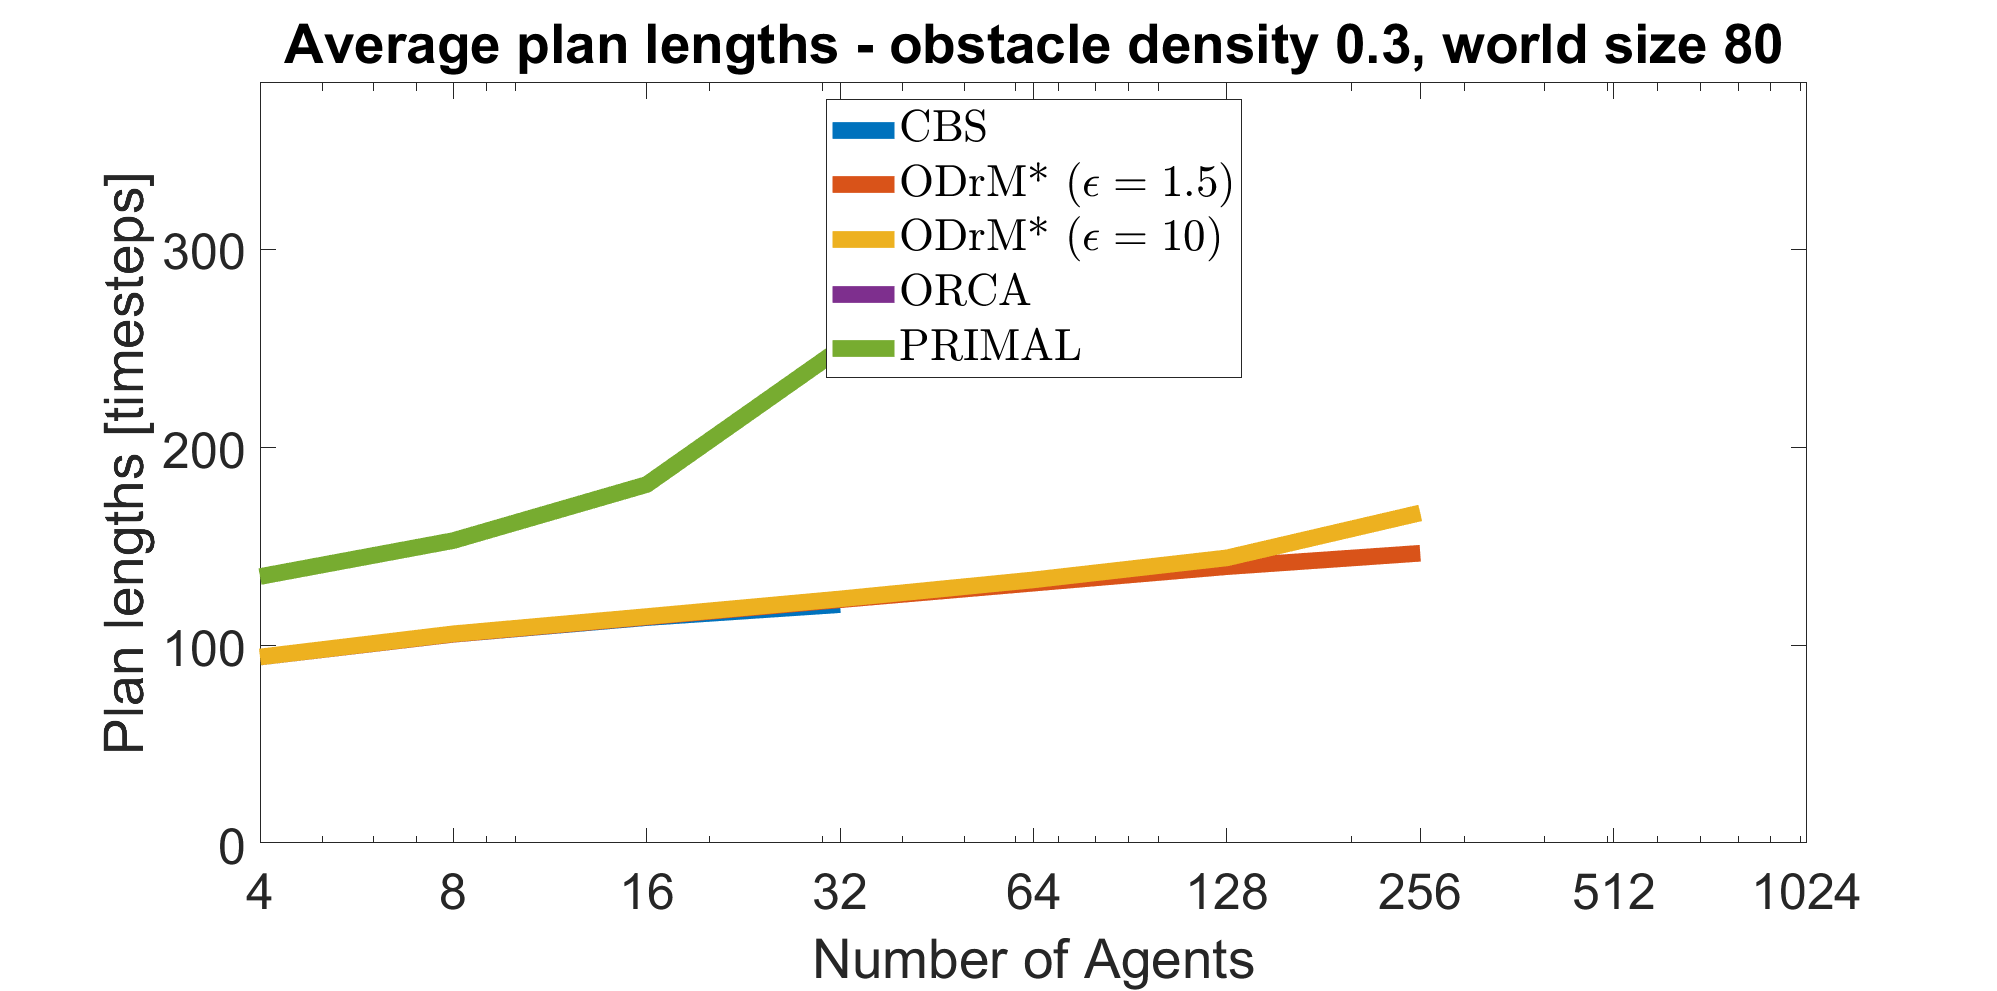 Average plan lengths - obstacle density 0.3, world size 80
CBS
ODrM* (ϵ = 1.5)
ODrM* (ϵ = 10)
ORCA
PRIMAL
Plan lengths [timesteps]
300
200
100
0
4 8 16 32 64 128 256 512 1024
Number of Agents